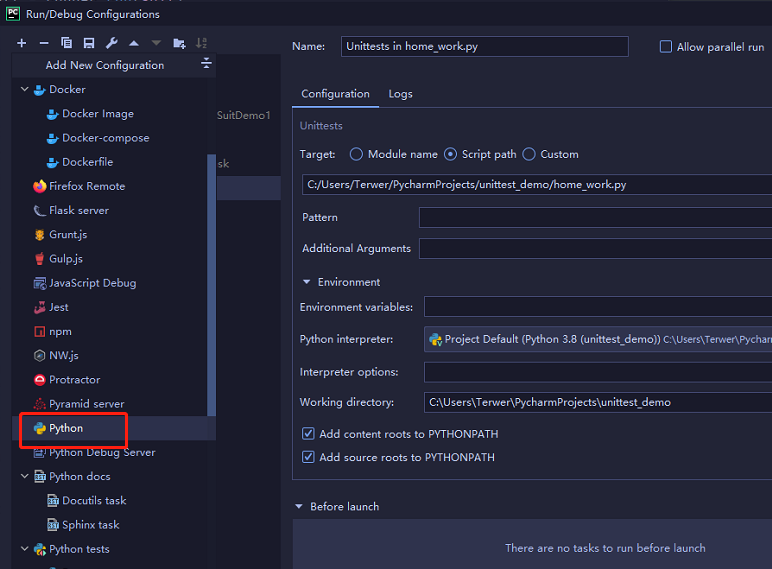 PC Run/Debug Configurations
Name: Unittests in home_work.py Allow parallel run
Add New Configuration
Docker
Docker Image
Docker-compose
Dockerfile
Firefox Remote
Flask server
Grunt.js
Gulp.js
JavaScript Debug
Jest
npm
NW.js
Protractor
Pyramid server
Python
Python Debug Server
Python docs
Docutils task
Sphinx task
Python tests
SuitDemo1
sk
Configuration Logs
Unittests
Target: Module name Script path Custom
C:/Users/Terwer/PycharmProjects/unittest_demo/home_work.py
Pattern
Additional Arguments
Environment
Environment variables:
Python interpreter: Project Default (Python 3.8 (unittest_demo)) C:\Users\Terwer\Pycharm
Interpreter options:
Working directory: C:\Users\Terwer\PycharmProjects\unittest_demo
Add content roots to PYTHONPATH
Add source roots to PYTHONPATH
Before launch
There are no tasks to run before launch